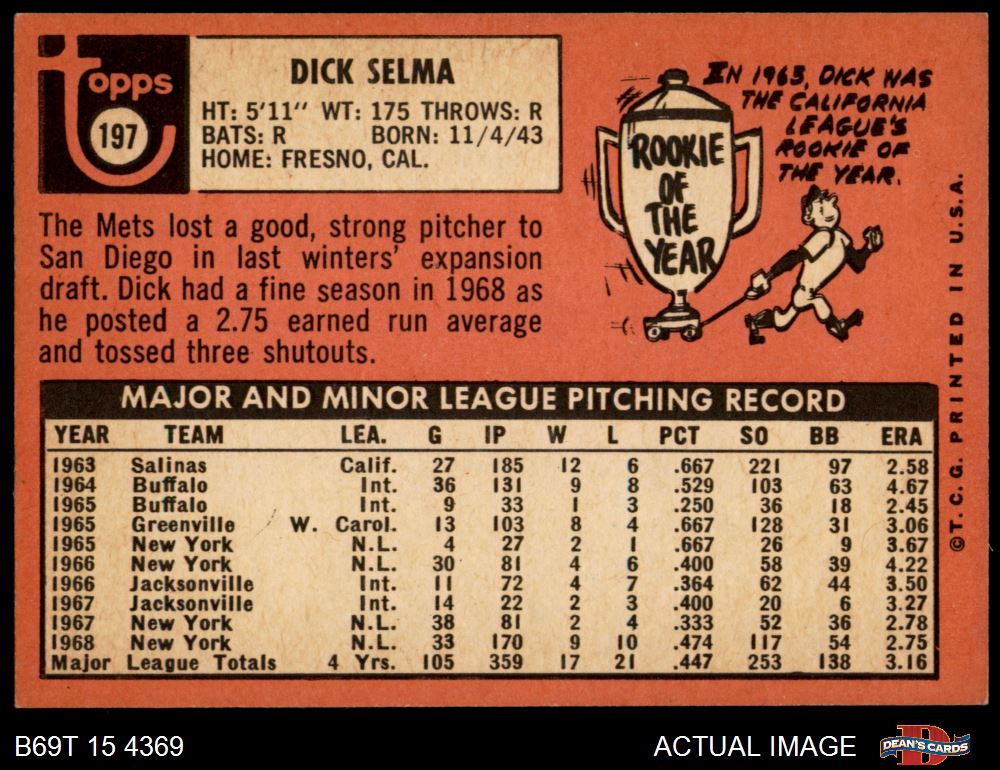 Topps
197
DICK SELMA
HT: 5'11" WT: 175 THROWS: R
BATS: R BORN: 11/4/43
HOME: FRESNO, CAL.
The Mets lost a good, strong pitcher to
San Diego in last winters' expansion
draft. Dick had a fine season in 1968 as
he posted a 2.75 earned run average
and tossed three shutouts.
IN 1963, DICK WAS
THE CALIFORNIA
LEAGUE'S
ROOKIE OF
THE YEAR.
ROOKIE
OF
THE
YEAR
©T. C. G. PRINTED IN U.S.A.
MAJOR AND MINOR LEAGUE PITCHING RECORD
YEAR TEAM LEA. G IP W L PCT SO BB ERA
1963 Salinas Calif. 27 185 12 6 .667 221 97 2.58
1964 Buffalo Int. 36 131 9 8 .529 103 63 4.67
1965 Buffalo Int. 9 33 1 3 .250 36 18 2.45
1965 Greenville W. Carol. 13 103 8 4 .667 128 31 3.06
1965 New York N.L. 4 27 2 1 .667 26 9 3.67
1966 New York N.L. 30 81 4 6 .400 58 39 4.22
1966 Jacksonville Int. 11 72 4 7 .364 62 44 3.50
1967 Jacksonville Int. 14 22 2 3 .400 20 6 3.27
1967 New York N.L. 38 81 2 4 .333 52 36 2.78
1968 New York N.L. 33 170 9 10 .474 117 54 2.75
Major League Totals 4 Yrs. 105 359 17 21 .447 253 138 3.16
B69T 15 4369
ACTUAL IMAGE
D
DEAN'S CARDS